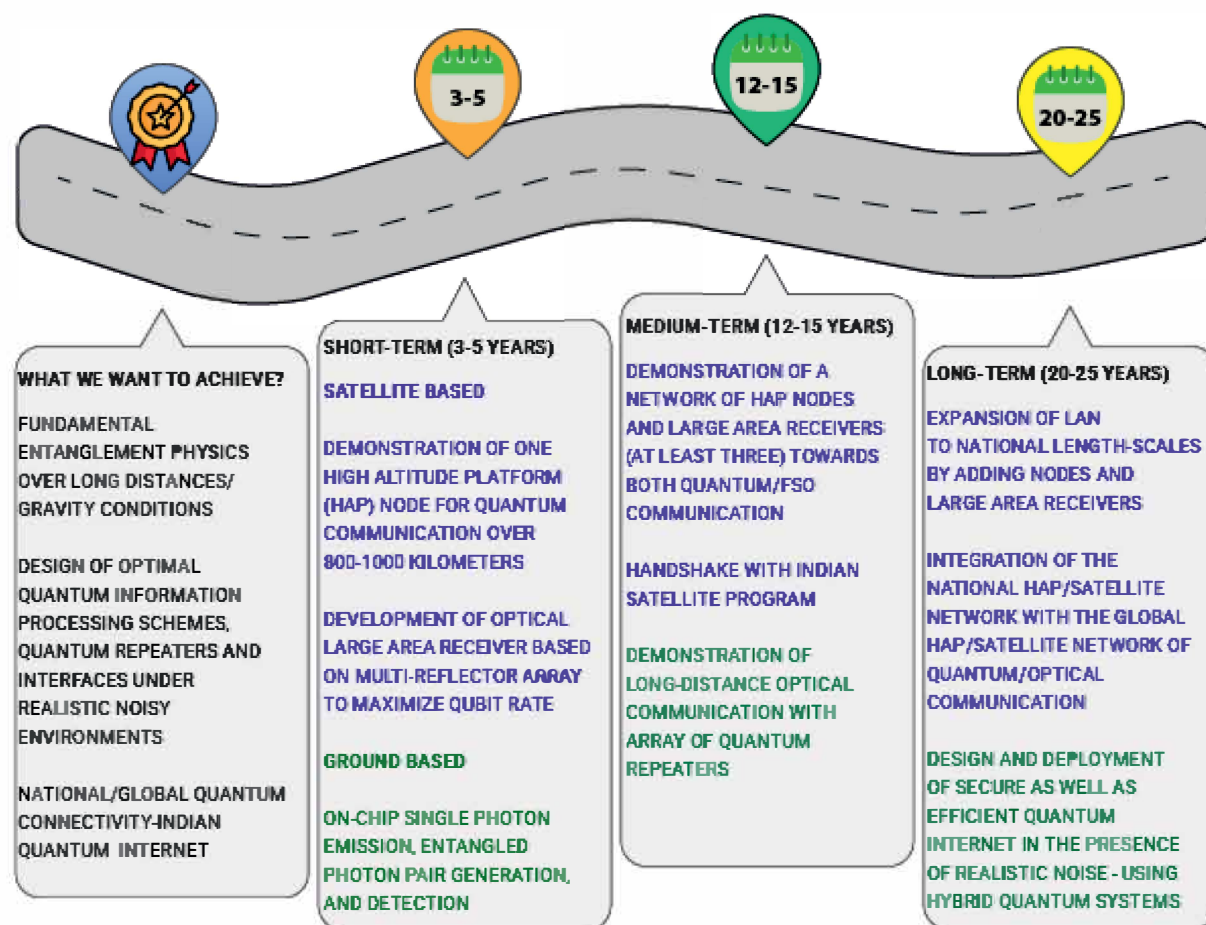 3-5
12-15
20-25
WHAT WE WANT TO ACHIEVE?
FUNDAMENTAL
ENTANGLEMENT PHYSICS
OVER LONG DISTANCES/
GRAVITY CONDITIONS
DESIGN OF OPTIMAL
QUANTUM INFORMATION
PROCESSING SCHEMES,
QUANTUM REPEATERS AND
INTERFACES UNDER
REALISTIC NOISY
ENVIRONMENTS
NATIONAL/GLOBAL QUANTUM
CONNECTIVITY-INDIAN
QUANTUM INTERNET
SHORT-TERM (3-5 YEARS)
SATELLITE BASED
DEMONSTRATION OF ONE
HIGH ALTITUDE PLATFORM
(HAP) NODE FOR QUANTUM
COMMUNICATION OVER
800-1000 KILOMETERS
DEVELOPMENT OF OPTICAL
LARGE AREA RECEIVER BASED
ON MULTI-REFLECTOR ARRAY
TO MAXIMIZE QUBIT RATE
GROUND BASED
ON-CHIP SINGLE PHOTON
EMISSION, ENTANGLED
PHOTON PAIR GENERATION,
AND DETECTION
MEDIUM-TERM (12-15 YEARS)
DEMONSTRATION OF A
NETWORK OF HAP NODES
AND LARGE AREA RECEIVERS
(AT LEAST THREE) TOWARDS
BOTH QUANTUM/FSO
COMMUNICATION
HANDSHAKE WITH INDIAN
SATELLITE PROGRAM
DEMONSTRATION OF
LONG-DISTANCE OPTICAL
COMMUNICATION WITH
ARRAY OF QUANTUM
REPEATERS
LONG-TERM (20-25 YEARS)
EXPANSION OF LAN
TO NATIONAL LENGTH-SCALES
BY ADDING NODES AND
LARGE AREA RECEIVERS
INTEGRATION OF THE
NATIONAL HAP/SATELLITE
NETWORK WITH THE GLOBAL
HAP/SATELLITE NETWORK OF
QUANTUM/OPTICAL
COMMUNICATION
DESIGN AND DEPLOYMENT
OF SECURE AS WELL AS
EFFICIENT QUANTUM
INTERNET IN THE PRESENCE
OF REALISTIC NOISE - USING
HYBRID QUANTUM SYSTEMS